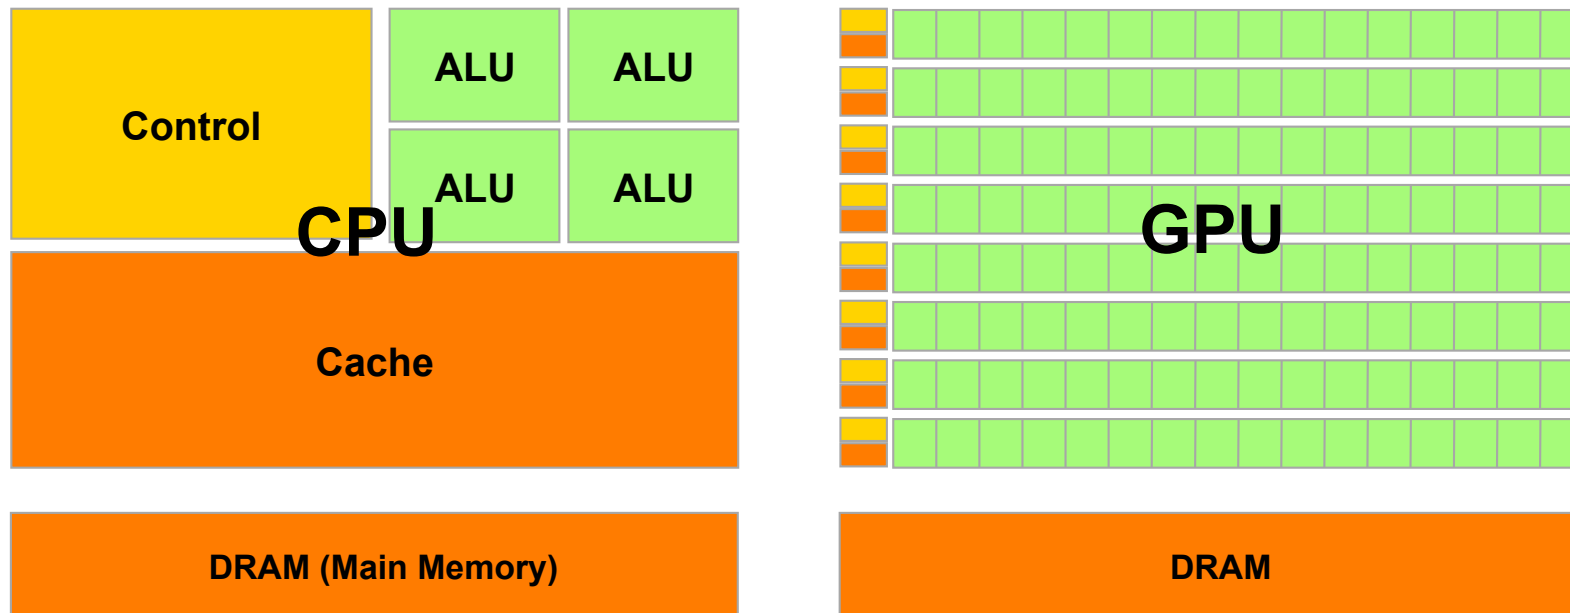 Control
ALU ALU
ALU ALU
CPU
Cache
DRAM (Main Memory)
GPU
DRAM